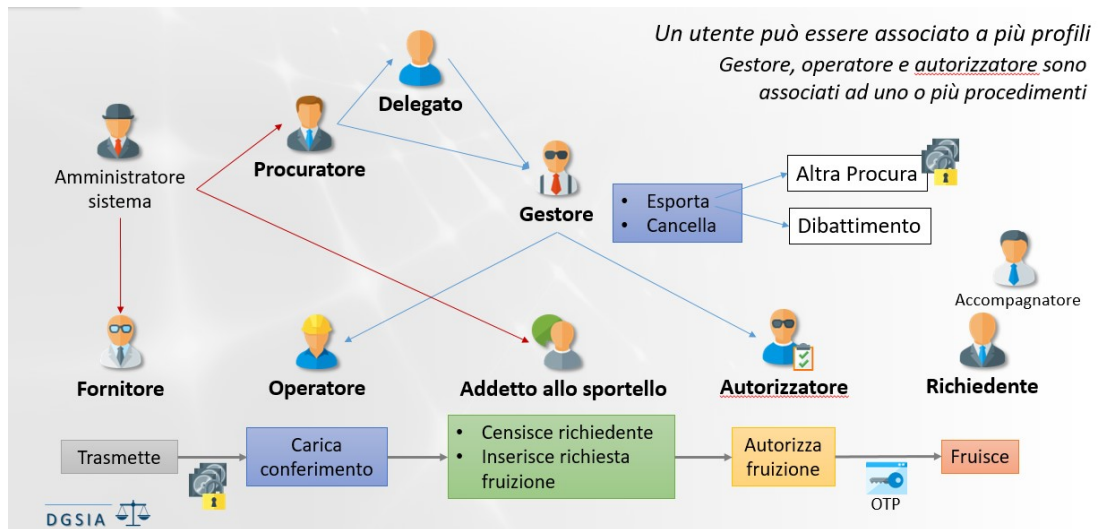 Un utente può essere associato a più profili
Gestore, operatore e autorizzatore sono
associati ad uno o più procedimenti
Delegato
Procuratore
Amministratore
sistema
Gestore
• Esporta
• Cancella
Altra Procura
Dibattimento
Accompagnatore
Fornitore
Operatore
Addetto allo sportello
Autorizzatore
Richiedente
Trasmette
Carica
conferimento
• Censisce richiedente
• Inserisce richiesta
fruizione
Autorizza
fruizione
OTP
Fruisce
DGSIA